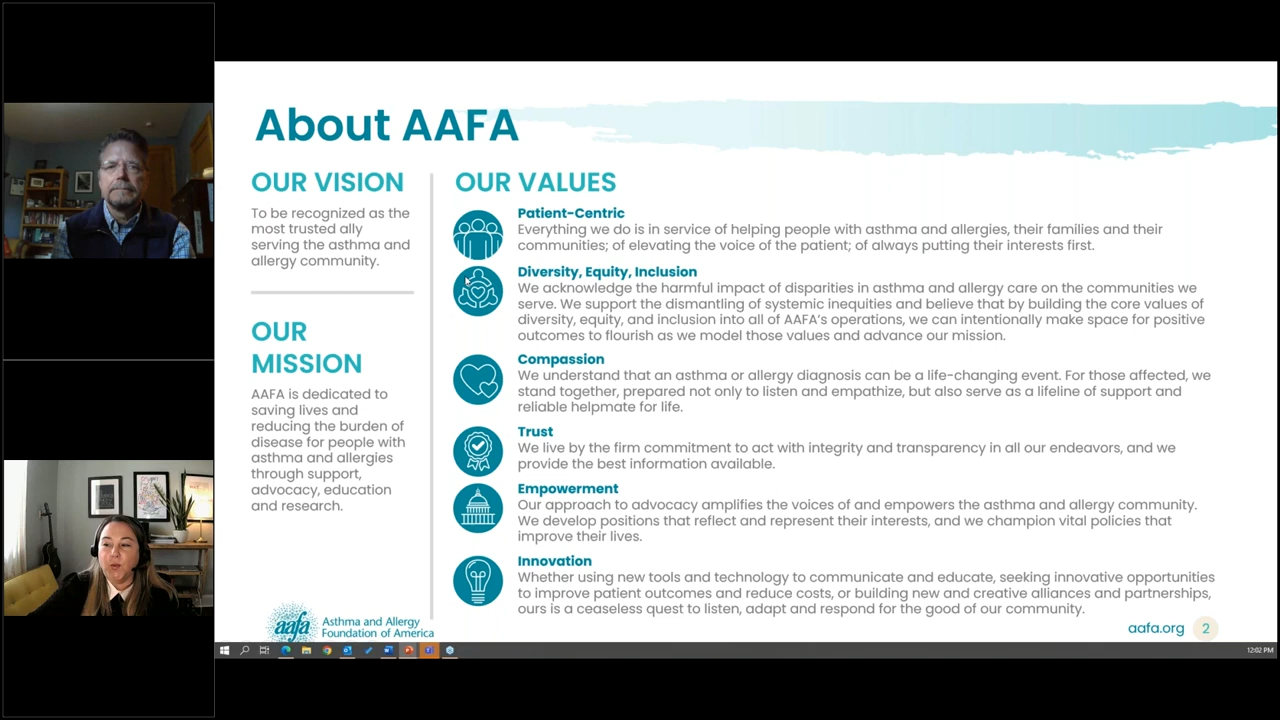 About AAFA
OUR VISION
To be recognized as the
most trusted ally
serving the asthma and
allergy community.
OUR
MISSION
AAFA is dedicated to
saving lives and
reducing the burden of
disease for people with
asthma and allergies
through support,
advocacy, education
and research.
OUR VALUES
Patient-Centric
Everything we do is in service of helping people with asthma and allergies, their families and their
communities; of elevating the voice of the patient; of always putting their interests first.
Diversity, Equity, Inclusion
We acknowledge the harmful impact of disparities in asthma and allergy care on the communities we
serve. We support the dismantling of systemic inequities and believe that by building the core values of
diversity, equity, and inclusion into all of AAFA's operations, we can intentionally make space for positive
outcomes to flourish as we model those values and advance our mission.
Compassion
We understand that an asthma or allergy diagnosis can be a life-changing event. For those affected, we
stand together, prepared not only to listen and empathize, but also serve as a lifeline of support and
reliable helpmate for life.
Trust
We live by the firm commitment to act with integrity and transparency in all our endeavors, and we
provide the best information available.
Empowerment
Our approach to advocacy amplifies the voices of and empowers the asthma and allergy community.
We develop positions that reflect and represent their interests, and we champion vital policies that
improve their lives.
Innovation
Whether using new tools and technology to communicate and educate, seeking innovative opportunities
to improve patient outcomes and reduce costs, or building new and creative alliances and partnerships,
ours is a ceaseless quest to listen, adapt and respond for the good of our community.
aafa
Asthma and Allergy
Foundation of America
aafa.org 2
12:02 PM